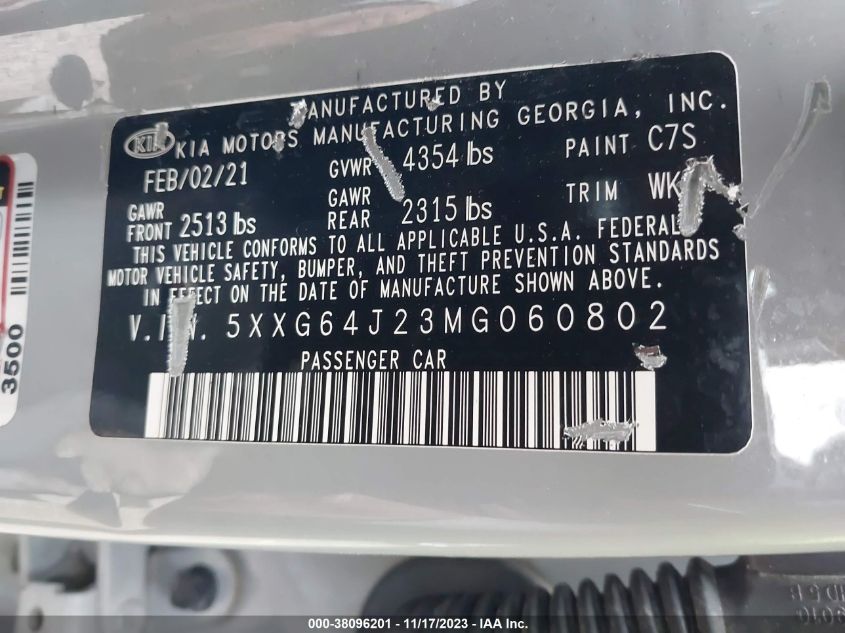 MANUFACTURED BY
KIA KIA MOTORS MANUFACTURING GEORGIA, INC.
FEB/02/21 GVWR 4354 lbs PAINT C7S
GAWR FRONT 2513 lbs GAWR REAR 2315 lbs TRIM WK
THIS VEHICLE CONFORMS TO ALL APPLICABLE U.S.A. FEDERAL
MOTOR VEHICLE SAFETY, BUMPER, AND THEFT PREVENTION STANDARDS
IN EFFECT ON THE DATE OF MANUFACTURE SHOWN ABOVE.
V.I.N. 5XXG64J23MG060802
PASSENGER CAR
3500
000-38096201 - 11/17/2023 - IAA, Inc.